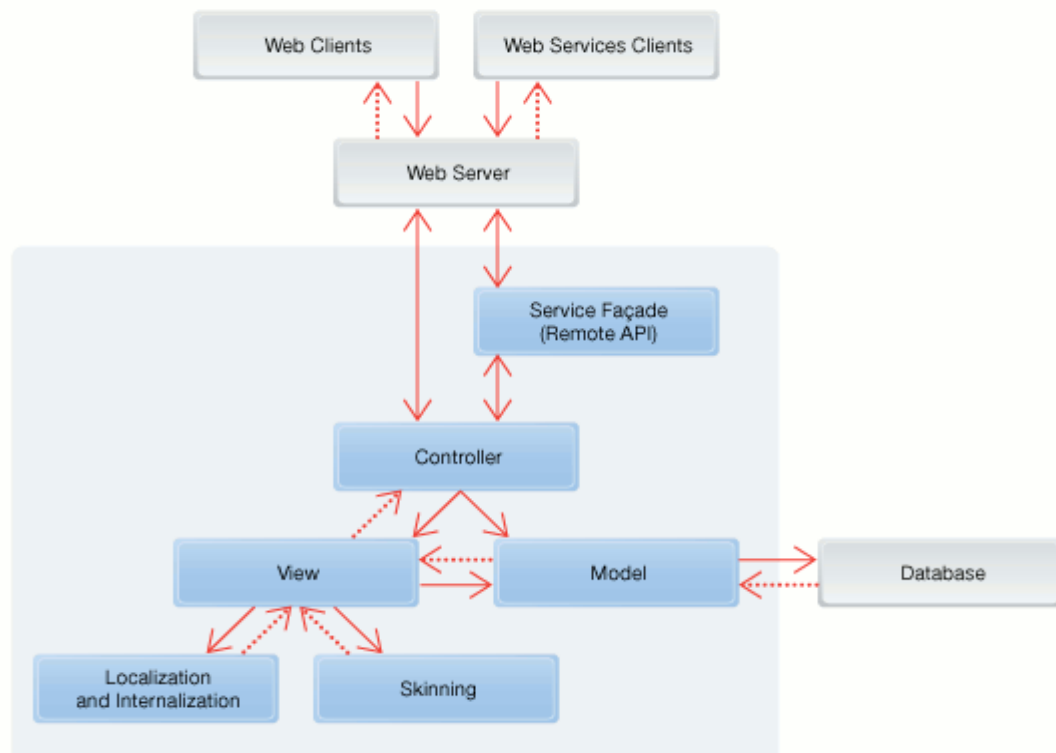 Web Clients
Web Services Clients
Web Server
Service Façade
(Remote API)
Controller
View
Model
Database
Localization
and Internalization
Skinning